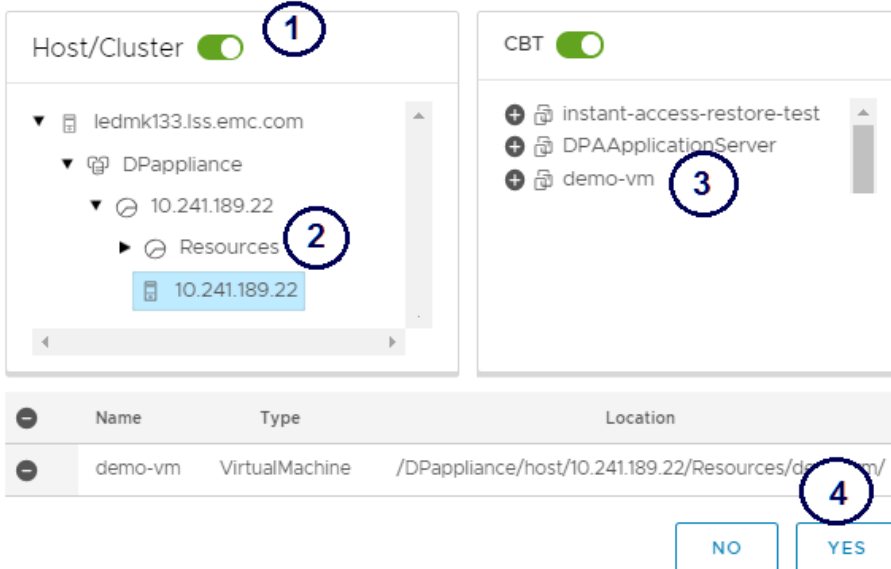 Host/Cluster
1
CBT
ledmk133.lss.emc.com
DPappliance
10.241.189.22
Resources
2
10.241.189.22
instant-access-restore-test
DPAApplicationServer
demo-vm
3
Name Type Location
demo-vm VirtualMachine /DPappliance/host/10.241.189.22/Resources/demo-vm/
4
NO YES